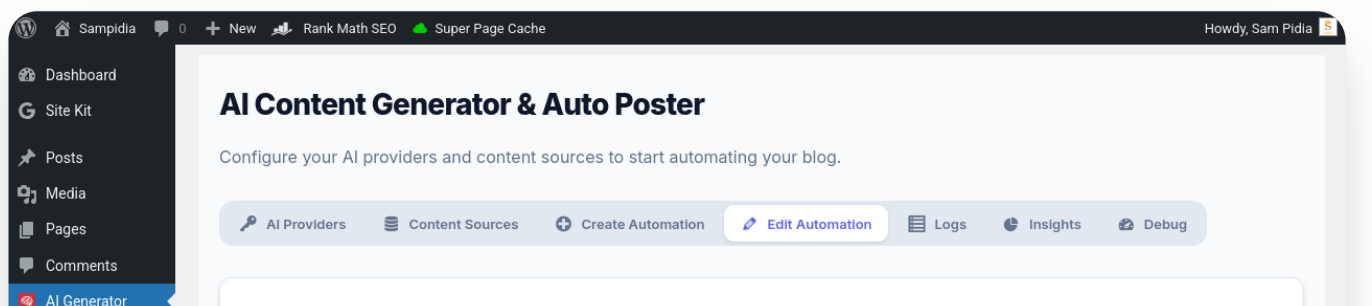 Sampidia 0 New Rank Math SEO Super Page Cache Howdy, Sam Pidia S
Dashboard
Site Kit
Posts
Media
Pages
Comments
AI Generator
AI Content Generator & Auto Poster
Configure your AI providers and content sources to start automating your blog.
AI Providers Content Sources Create Automation Edit Automation Logs Insights Debug